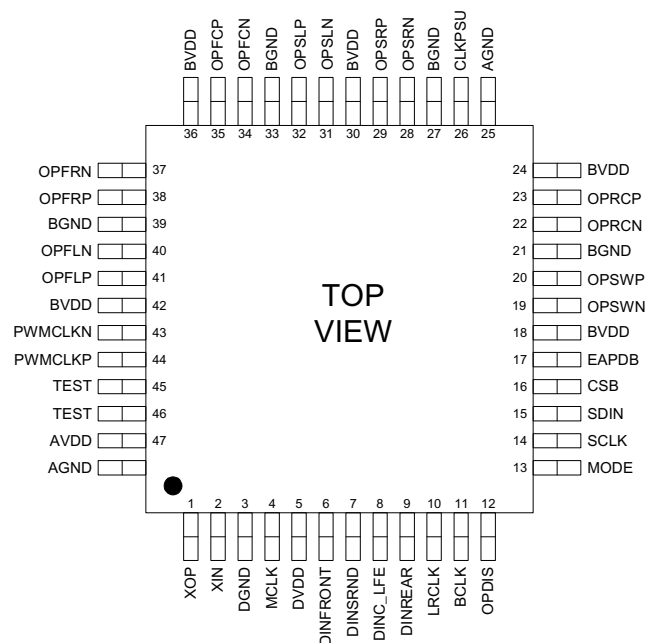 BVDD OPFCP OPFCN BGND OPSLP OPSLN BVDD OPSRP OPSRN BGND CLKPSU AGND
36 35 34 33 32 31 30 29 28 27 26 25
OPFRN 37
OPFRP 38
BGND 39
OPFLN 40
OPFLP 41
BVDD 42
PWMCLKN 43
PWMCLKP 44
TEST 45
TEST 46
AVDD 47
AGND
TOP
VIEW
24 BVDD
23 OPRCP
22 OPRCN
21 BGND
20 OPSWP
19 OPSWN
18 BVDD
17 EAPDB
16 CSB
15 SDIN
14 SCLK
13 MODE
1 2 3 4 5 6 7 8 9 10 11 12
XOP XIN DGND MCLK DVDD DINFRONT DINSRND DINC_LFE DINREAR LRCLK BCLK OPDIS